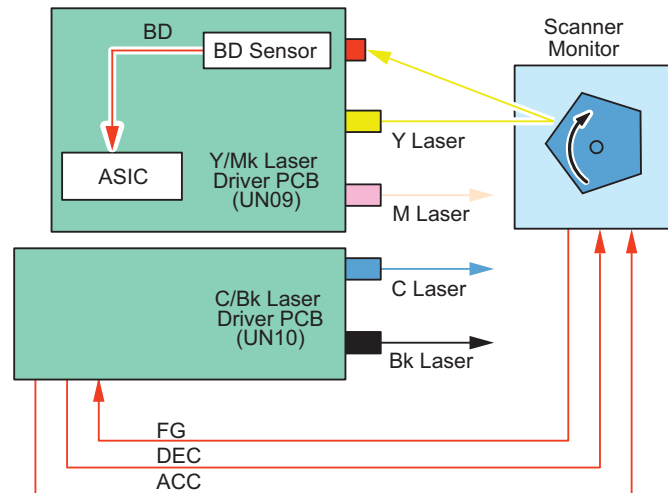 BD
BD Sensor
ASIC
Y/Mk Laser
Driver PCB
(UN09)
Scanner
Monitor
Y Laser
M Laser
C/Bk Laser
Driver PCB
(UN10)
C Laser
Bk Laser
FG
DEC
ACC